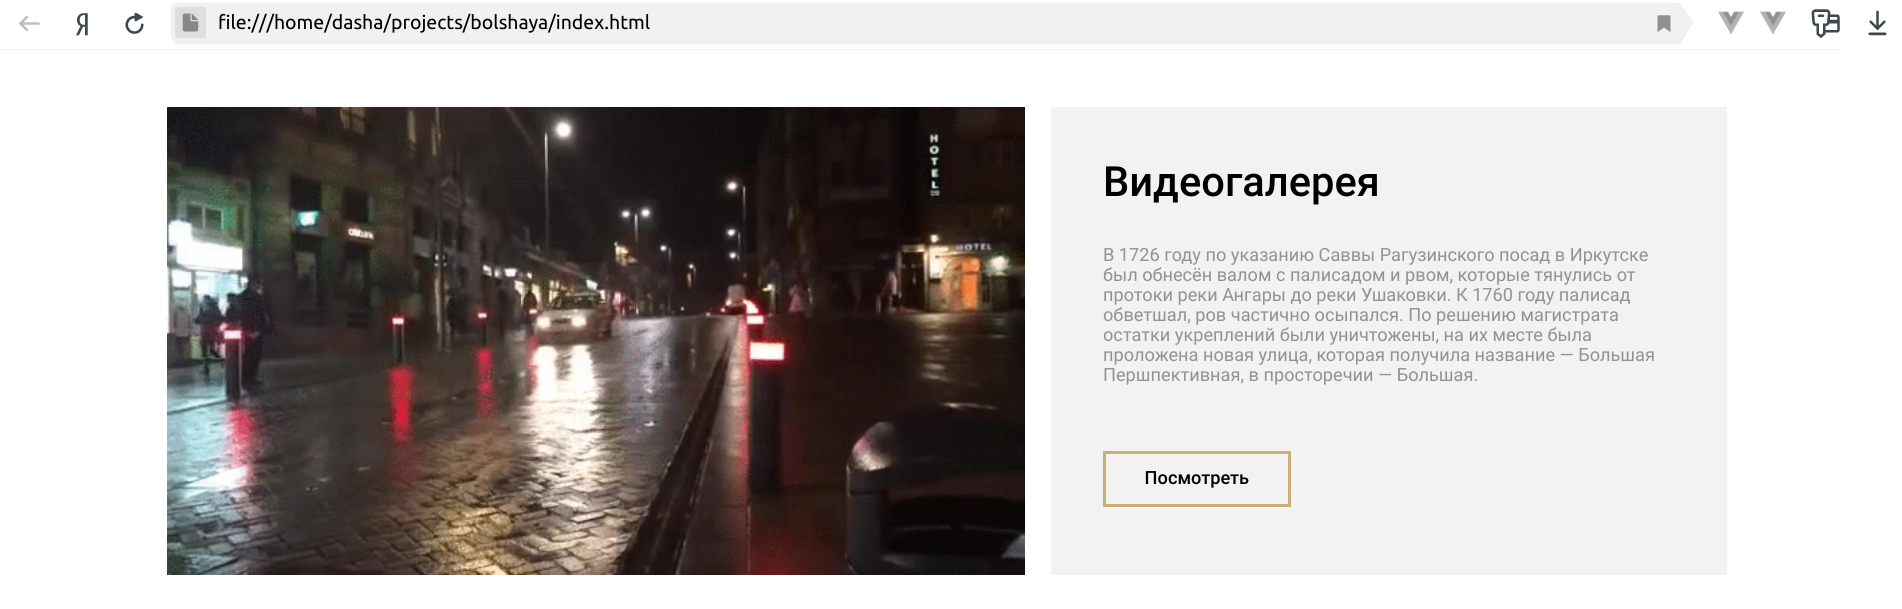 Я
file:///home/dasha/projects/bolshaya/index.html
HOTEL
HOTEL
Видеогалерея
В 1726 году по указанию Саввы Рагузинского посад в Иркутске
был обнесён валом с палисадом и рвом, которые тянулись от
протоки реки Ангары до реки Ушаковки. К 1760 году палисад
обветшал, ров частично осыпался. По решению магистрата
остатки укреплений были уничтожены, на их месте была
проложена новая улица, которая получила название — Большая
Першпективная, в просторечии — Большая.
Посмотреть